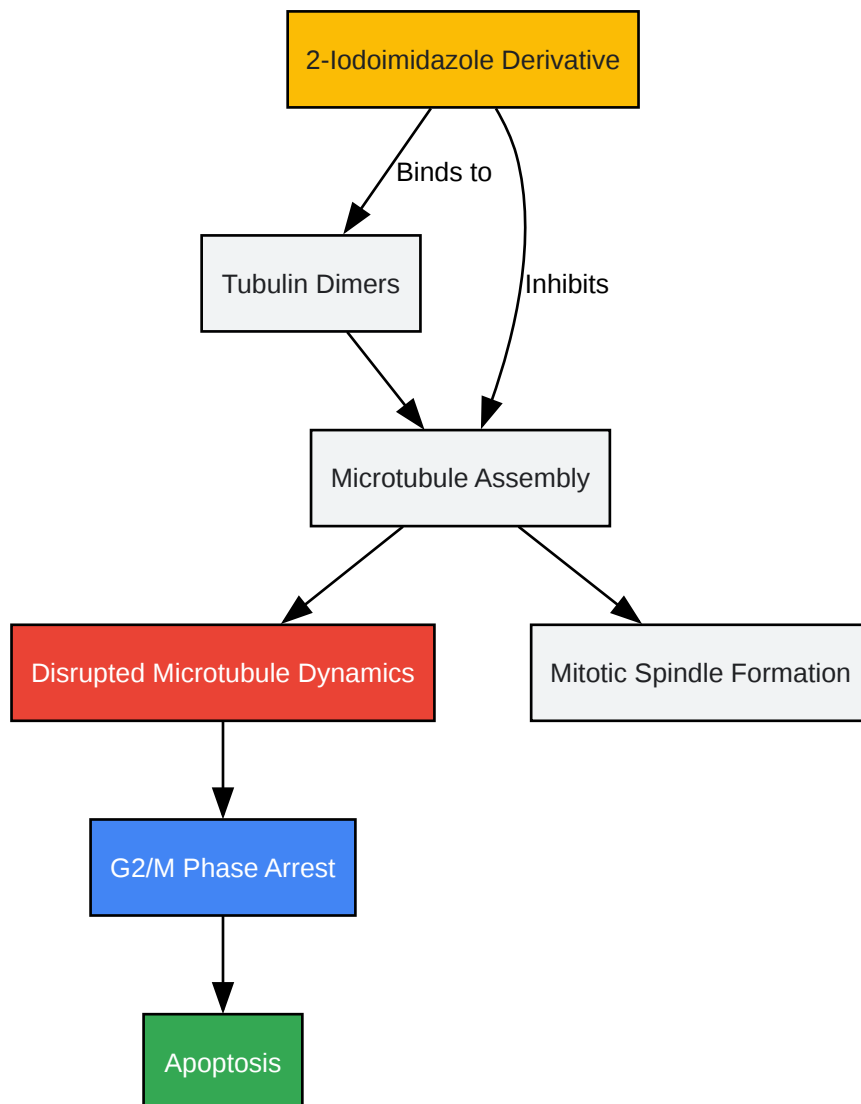 2-Iodoimidazole Derivative
Binds to
Tubulin Dimers
Inhibits
Microtubule Assembly
Disrupted Microtubule Dynamics
Mitotic Spindle Formation
G2/M Phase Arrest
Apoptosis